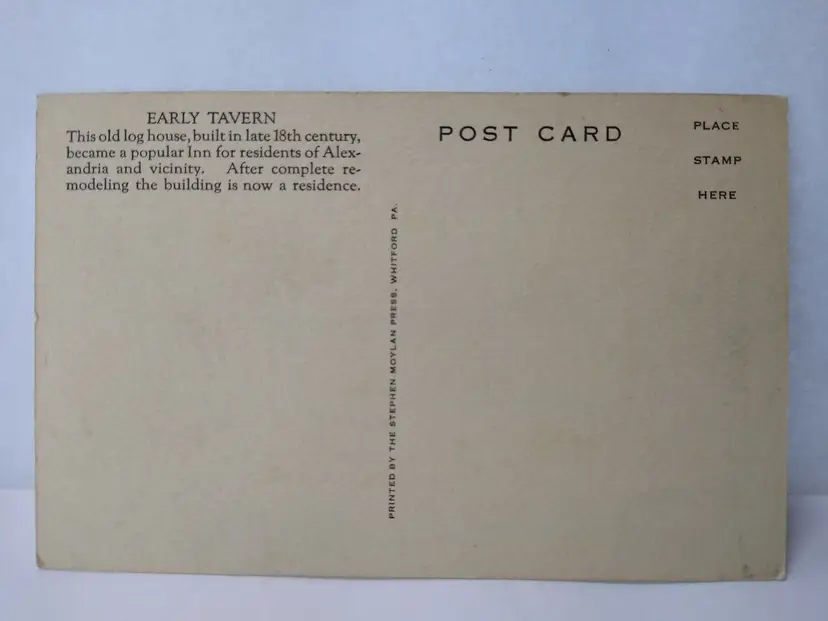 EARLY TAVERN
This old log house, built in late 18th century,
became a popular Inn for residents of Alex-
andria and vicinity. After complete re-
modeling the building is now a residence.
PRINTED BY THE STEPHEN MOYLAN PRESS, WHITFORD PA.
POST CARD
PLACE
STAMP
HERE